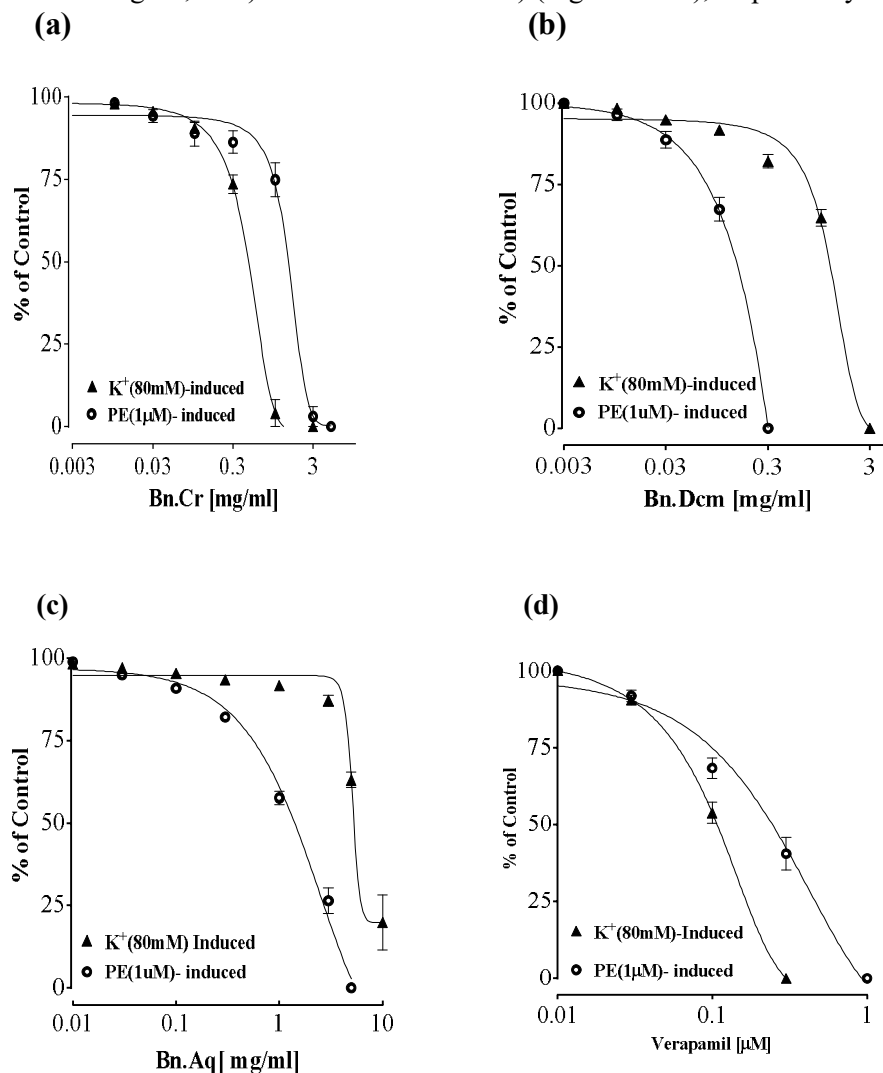 (a)
(b)
100
75
50
25
0
% of Control
K+(80mM)-induced
PE(1µM)- induced
0.003 0.03 0.3 3
Bn.Cr [mg/ml]
100
75
50
25
0
% of Control
K+(80mM)-induced
PE(1uM)- induced
0.003 0.03 0.3 3
Bn.Dcm [mg/ml]
(c)
(d)
100
75
50
25
0
% of Control
K+(80mM) Induced
PE(1uM)- induced
0.01 0.1 1 10
Bn.Aq[ mg/ml]
100
75
50
25
0
% of Control
K+(80mM)-Induced
PE(1µM)- induced
0.01 0.1 1
Verapamil [µM]